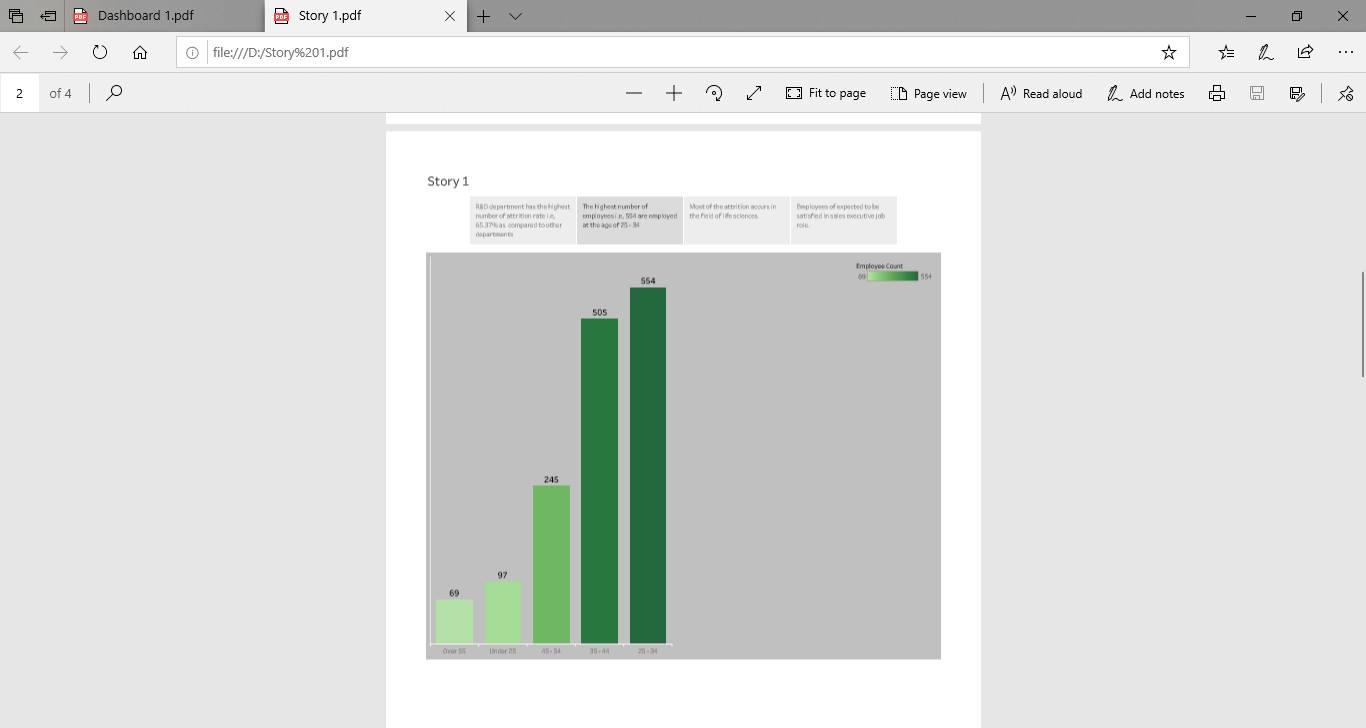 Dashboard 1.pdf
Story 1.pdf
file:///D:/Story%201.pdf
2 of 4
Fit to page
Page view
Read aloud
Add notes
Story 1
R&D department has the highest
number of attrition rate i.e,
65.37% as compared to other
departments
The highest number of
employees i.e, 554 are employed
at the age of 25 - 34
Most of the attrition accurs in
the field of life sciences.
Employees of expected to be
satisfied in sales executive job
role.
Employee Count
69
554
554
505
245
97
69
Over 55
Under 25
45 - 54
35 - 44
25 - 34